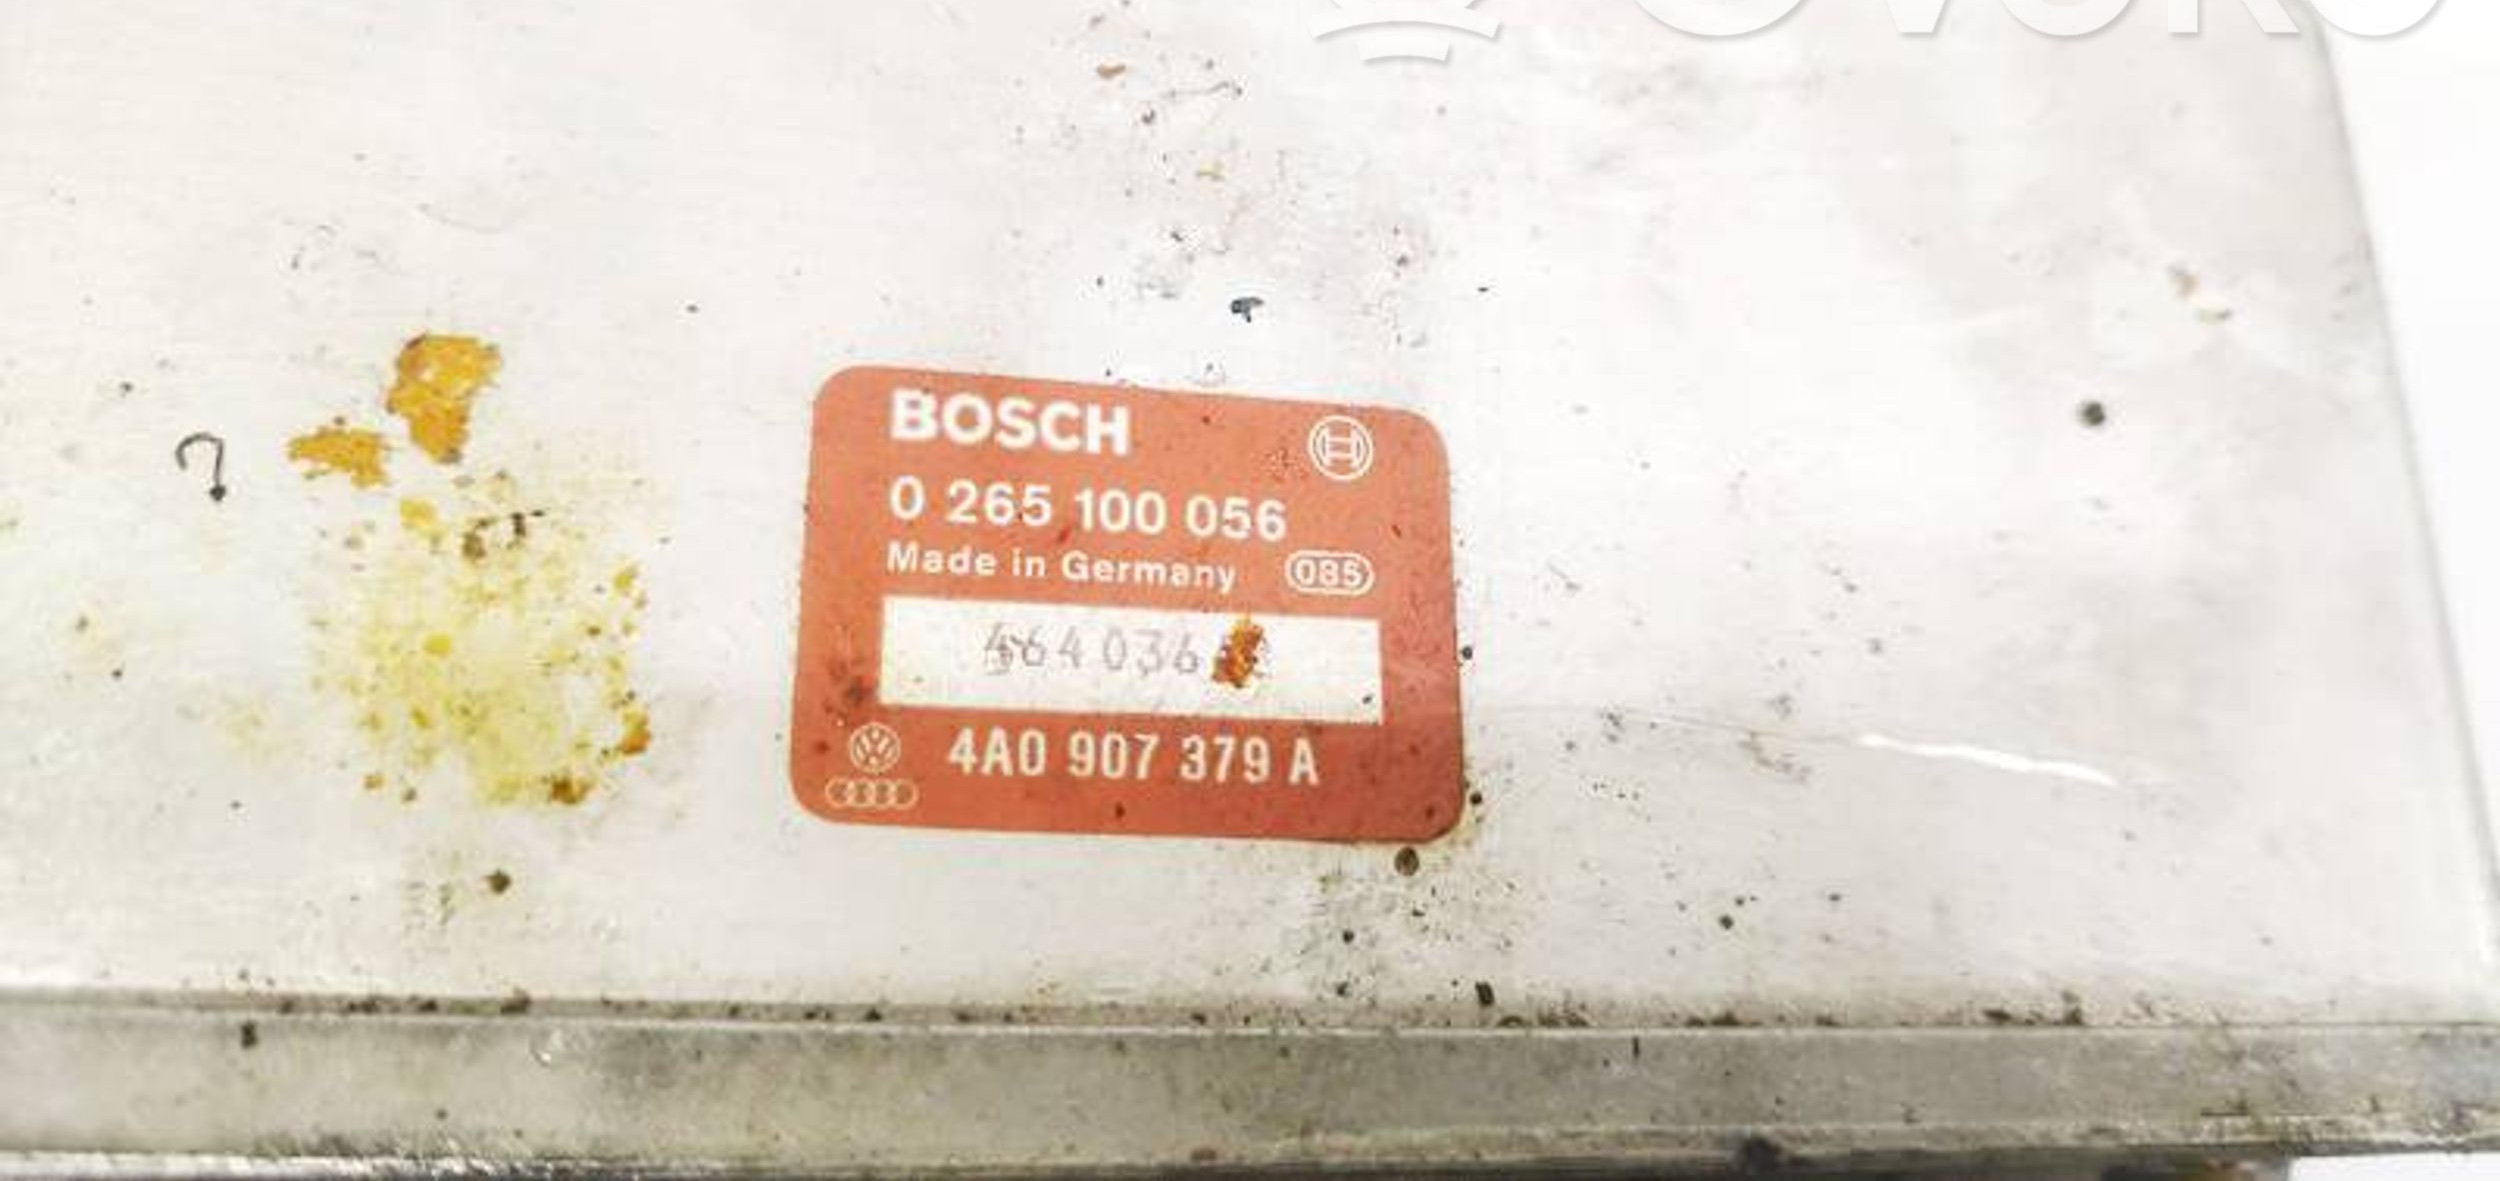 BOSCH
0 265 100 056
Made in Germany 085
4A0 907 379 A